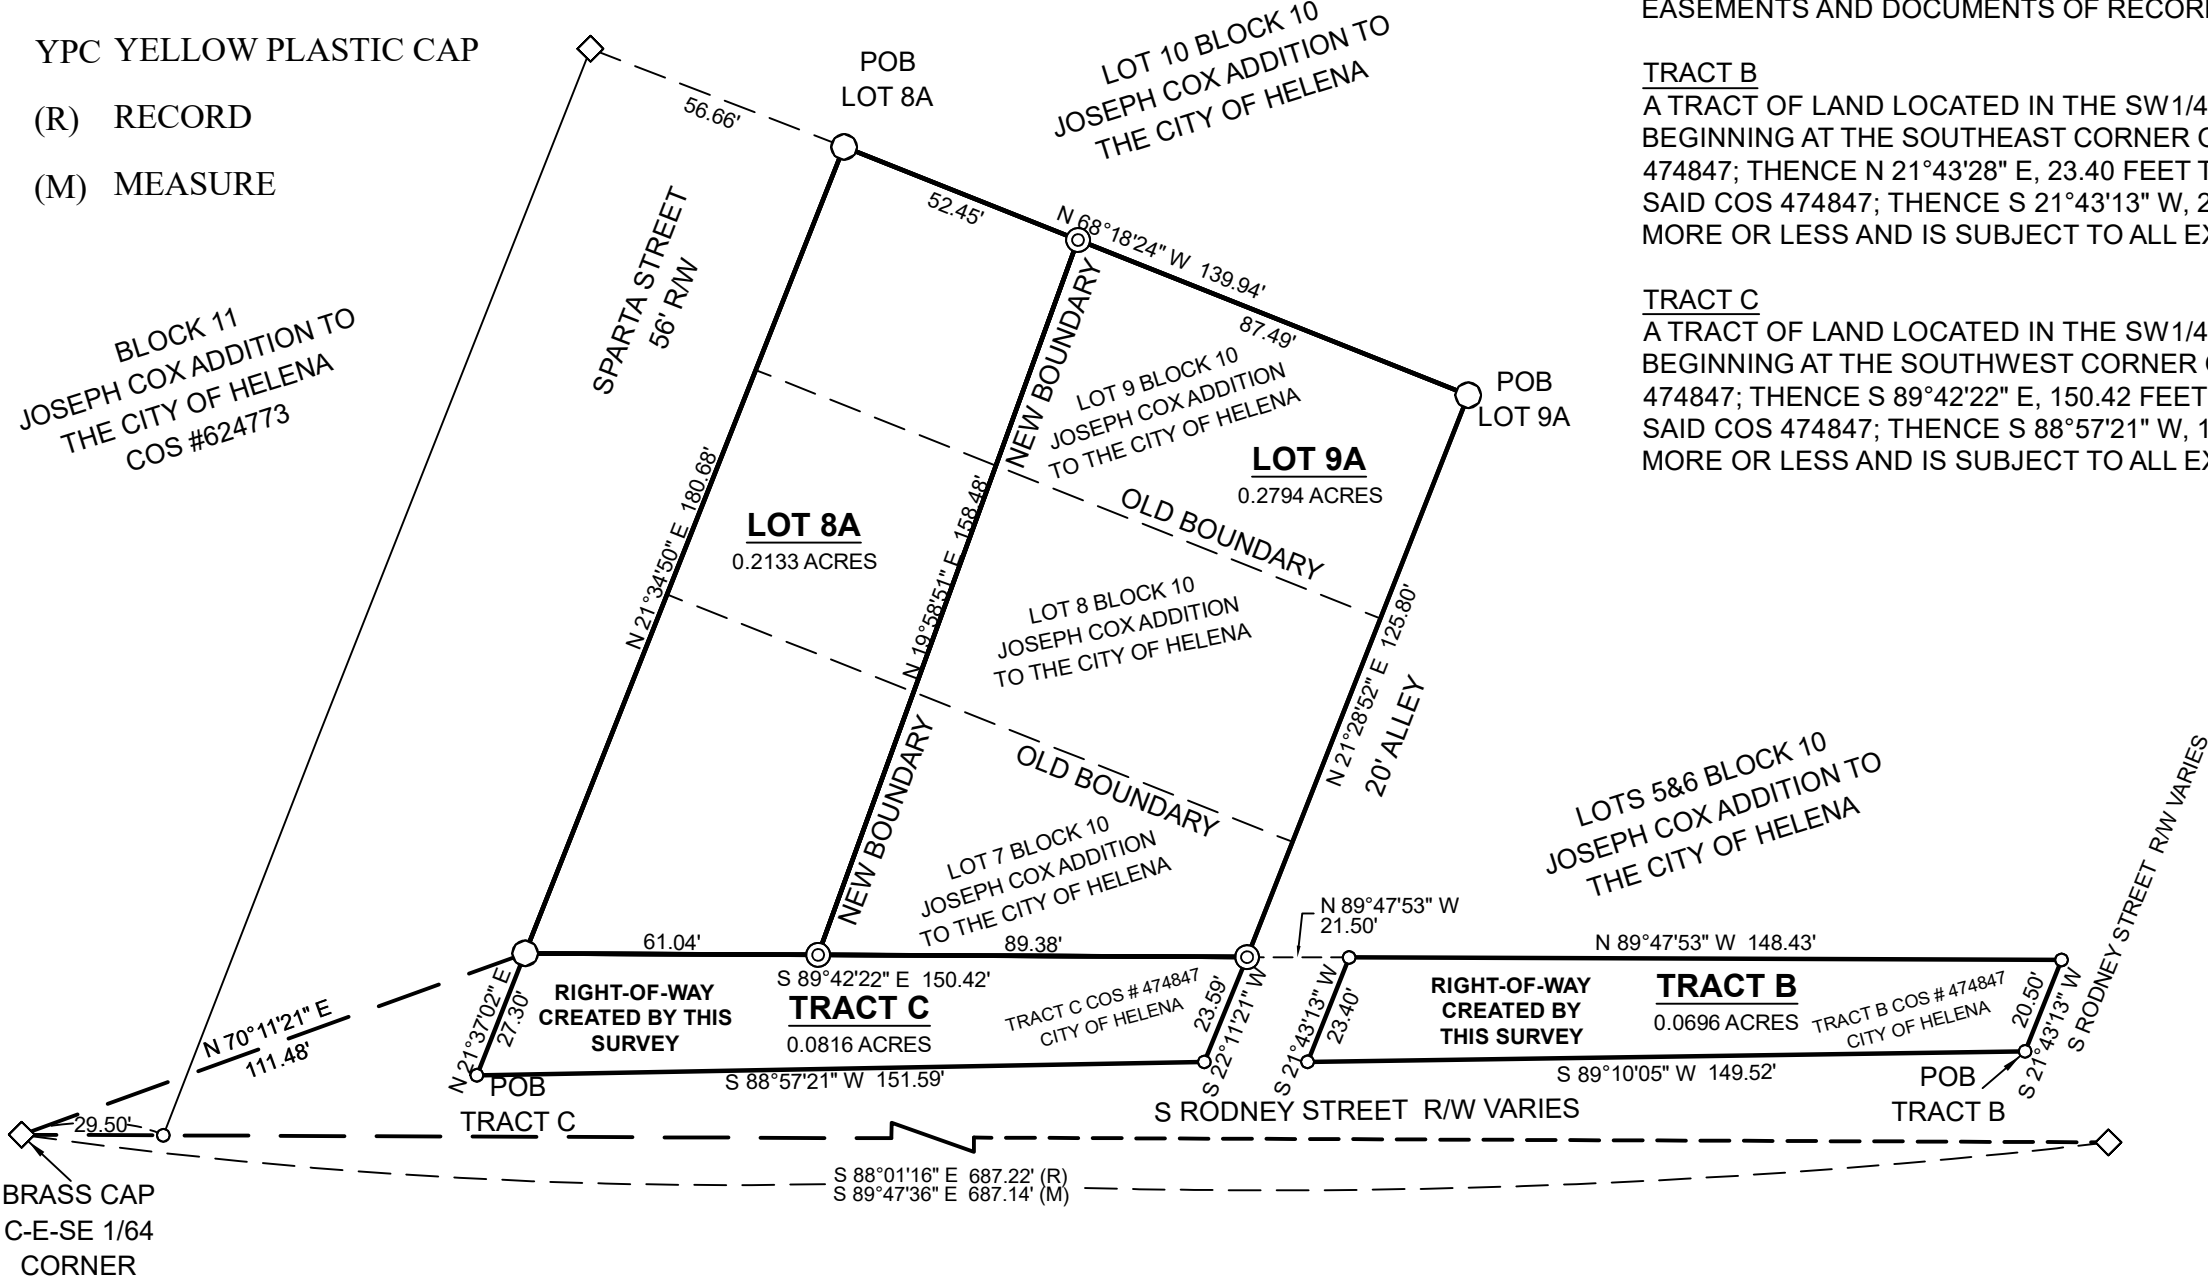 YPC YELLOW PLASTIC CAP
(R) RECORD
(M) MEASURE
BLOCK 11
JOSEPH COX ADDITION TO
THE CITY OF HELENA
COS #624773
56.66'
POB
LOT 8A
SPARTA STREET
56' R/W
LOT 10 BLOCK 10
JOSEPH COX ADDITION TO
THE CITY OF HELENA
52.45'
N 68°18'24" W 139.94'
87.49'
POB
LOT 9A
NEW BOUNDARY
LOT 9 BLOCK 10
JOSEPH COX ADDITION
TO THE CITY OF HELENA
LOT 9A
0.2794 ACRES
OLD BOUNDARY
N 21°34'50" E 180.68'
LOT 8A
0.2133 ACRES
N 19°58'51" E 158.48'
LOT 8 BLOCK 10
JOSEPH COX ADDITION
TO THE CITY OF HELENA
N 21°28'52" E 125.80'
20' ALLEY
NEW BOUNDARY
OLD BOUNDARY
LOT 7 BLOCK 10
JOSEPH COX ADDITION
TO THE CITY OF HELENA
LOTS 5&6 BLOCK 10
JOSEPH COX ADDITION TO
THE CITY OF HELENA
S RODNEY STREET R/W VARIES
61.04'
89.38'
S 89°42'22" E 150.42'
N 89°47'53" W
21.50'
N 89°47'53" W 148.43'
N 70°11'21" E
111.48'
N 21°37'02" E
27.30'
RIGHT-OF-WAY
CREATED BY THIS
SURVEY
TRACT C
0.0816 ACRES
TRACT C COS # 474847
CITY OF HELENA
23.59'
S 22°11'21" W
S 21°43'13" W
23.40'
RIGHT-OF-WAY
CREATED BY
THIS SURVEY
TRACT B
0.0696 ACRES
TRACT B COS # 474847
CITY OF HELENA
20.50'
S 21°43'13" W
S 88°57'21" W 151.59'
S 89°10'05" W 149.52'
POB
TRACT C
POB
TRACT B
S RODNEY STREET R/W VARIES
29.50'
S 88°01'16" E 687.22' (R)
S 89°47'36" E 687.14' (M)
BRASS CAP
C-E-SE 1/64
CORNER
EASEMENTS AND DOCUMENTS OF RECOR
TRACT B
A TRACT OF LAND LOCATED IN THE SW1/4
BEGINNING AT THE SOUTHEAST CORNER
474847; THENCE N 21°43'28" E, 23.40 FEET T
SAID COS 474847; THENCE S 21°43'13" W, 2
MORE OR LESS AND IS SUBJECT TO ALL E
TRACT C
A TRACT OF LAND LOCATED IN THE SW1/4
BEGINNING AT THE SOUTHWEST CORNER
474847; THENCE S 89°42'22" E, 150.42 FEET
SAID COS 474847; THENCE S 88°57'21" W, 1
MORE OR LESS AND IS SUBJECT TO ALL E